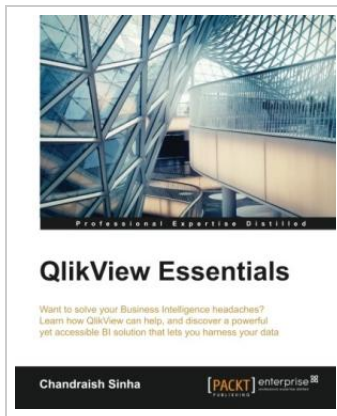 Professional Expertise Distilled
QlikView Essentials
Want to solve your Business Intelligence headaches?
Learn how QlikView can help, and discover a powerful
yet accessible BI solution that lets you harness your data
Chandraish Sinha
[PACKT] enterprise
PUBLISHING